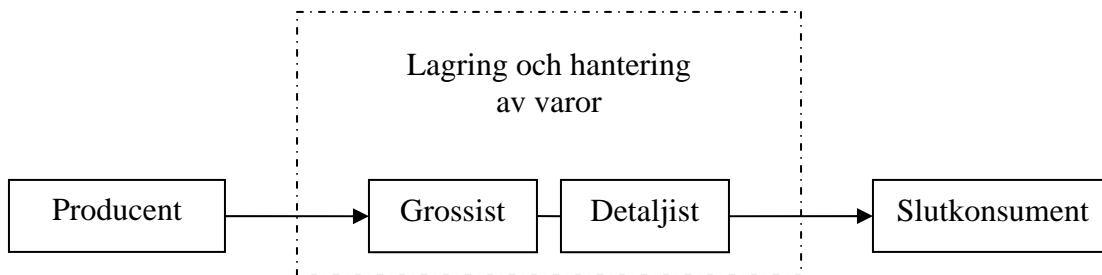 Lagring och hantering
av varor
Producent
Grossist
Detaljist
Slutkonsument